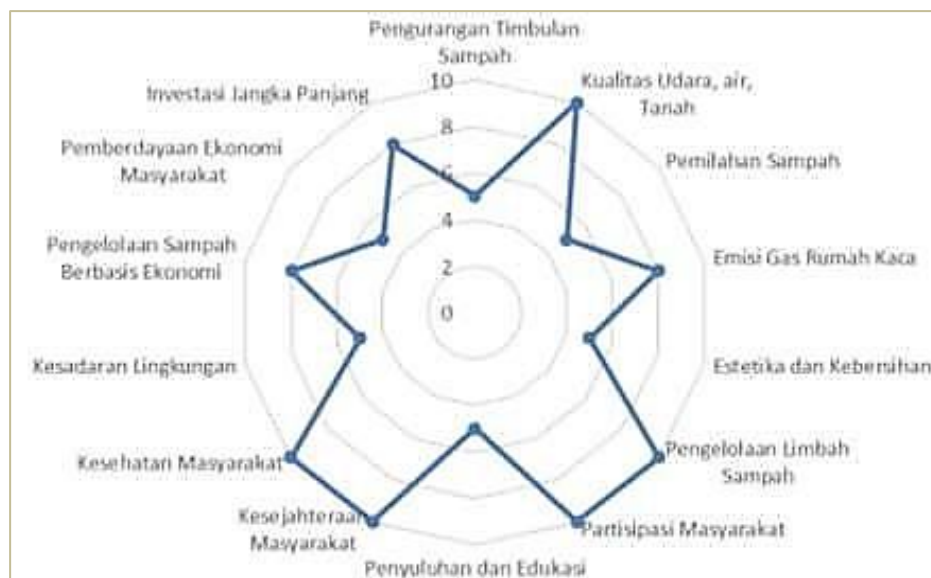 Pengurangan Timbulan
Sampah
Kualitas Udara, air,
Tanah
Pemilahan Sampah
Emisi Gas Rumah Kaca
Estetika dan Kebersihan
Pengelolaan Limbah
Sampah
Partisipasi Masyarakat
Penyuluhan dan Edukasi
Kesejahteraan
Masyarakat
Kesehatan Masyarakat
Kesadaran Lingkungan
Pengelolaan Sampah
Berbasis Ekonomi
Pemberdayaan Ekonomi
Masyarakat
Investasi Jangka Panjang
10
8
6
4
2
0